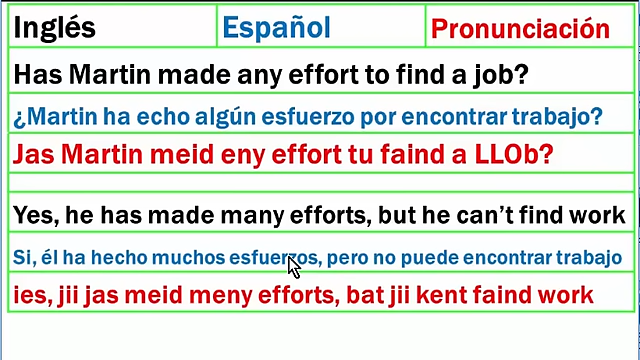 Inglés Español Pronunciación
Has Martin made any effort to find a job?
¿Martin ha echo algún esfuerzo por encontrar trabajo?
Jas Martin meid eny effort tu faind a LLOb?
Yes, he has made many efforts, but he can't find work
Si, él ha hecho muchos esfuerzos, pero no puede encontrar trabajo
ies, jii jas meid meny efforts, bat jii kent faind work